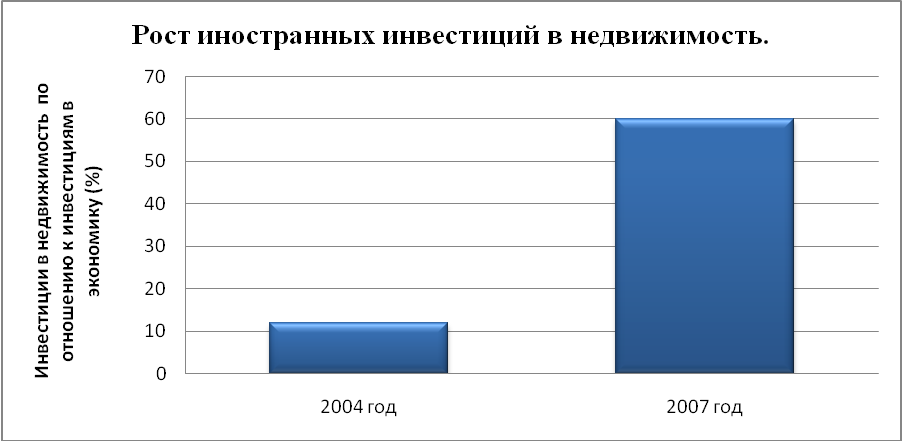 Рост иностранных инвестиций в недвижимость.
Инвестиции в недвижимость по
отношению к инвестициям в
экономику (%)
70
60
50
40
30
20
10
0
2004 год
2007 год